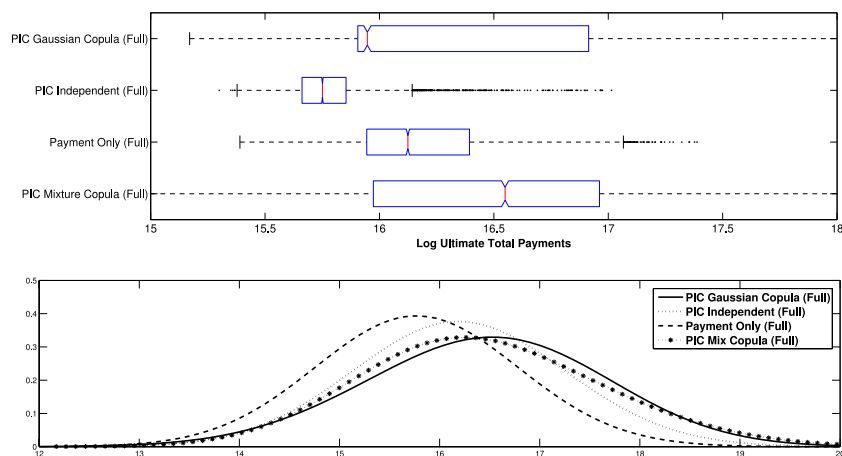 PIC Gaussian Copula (Full)
PIC Independent (Full)
Payment Only (Full)
PIC Mixture Copula (Full)
15 15.5 16 16.5 17 17.5 18
Log Ultimate Total Payments
0.5
0.4
0.3
0.2
0.1
0
12 13 14 15 16 17 18 19 20
PIC Gaussian Copula (Full)
PIC Independent (Full)
Payment Only (Full)
PIC Mix Copula (Full)